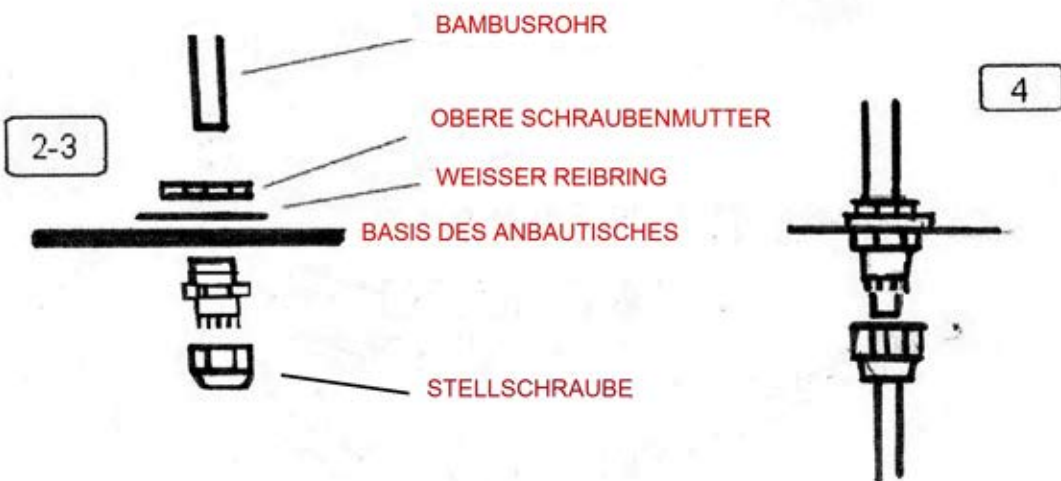 BAMBUSROHR
4
OBERE SCHRAUBENMUTTER
2-3
WEISSER REIBRING
BASIS DES ANBAUTISCHES
STELLSCHRAUBE